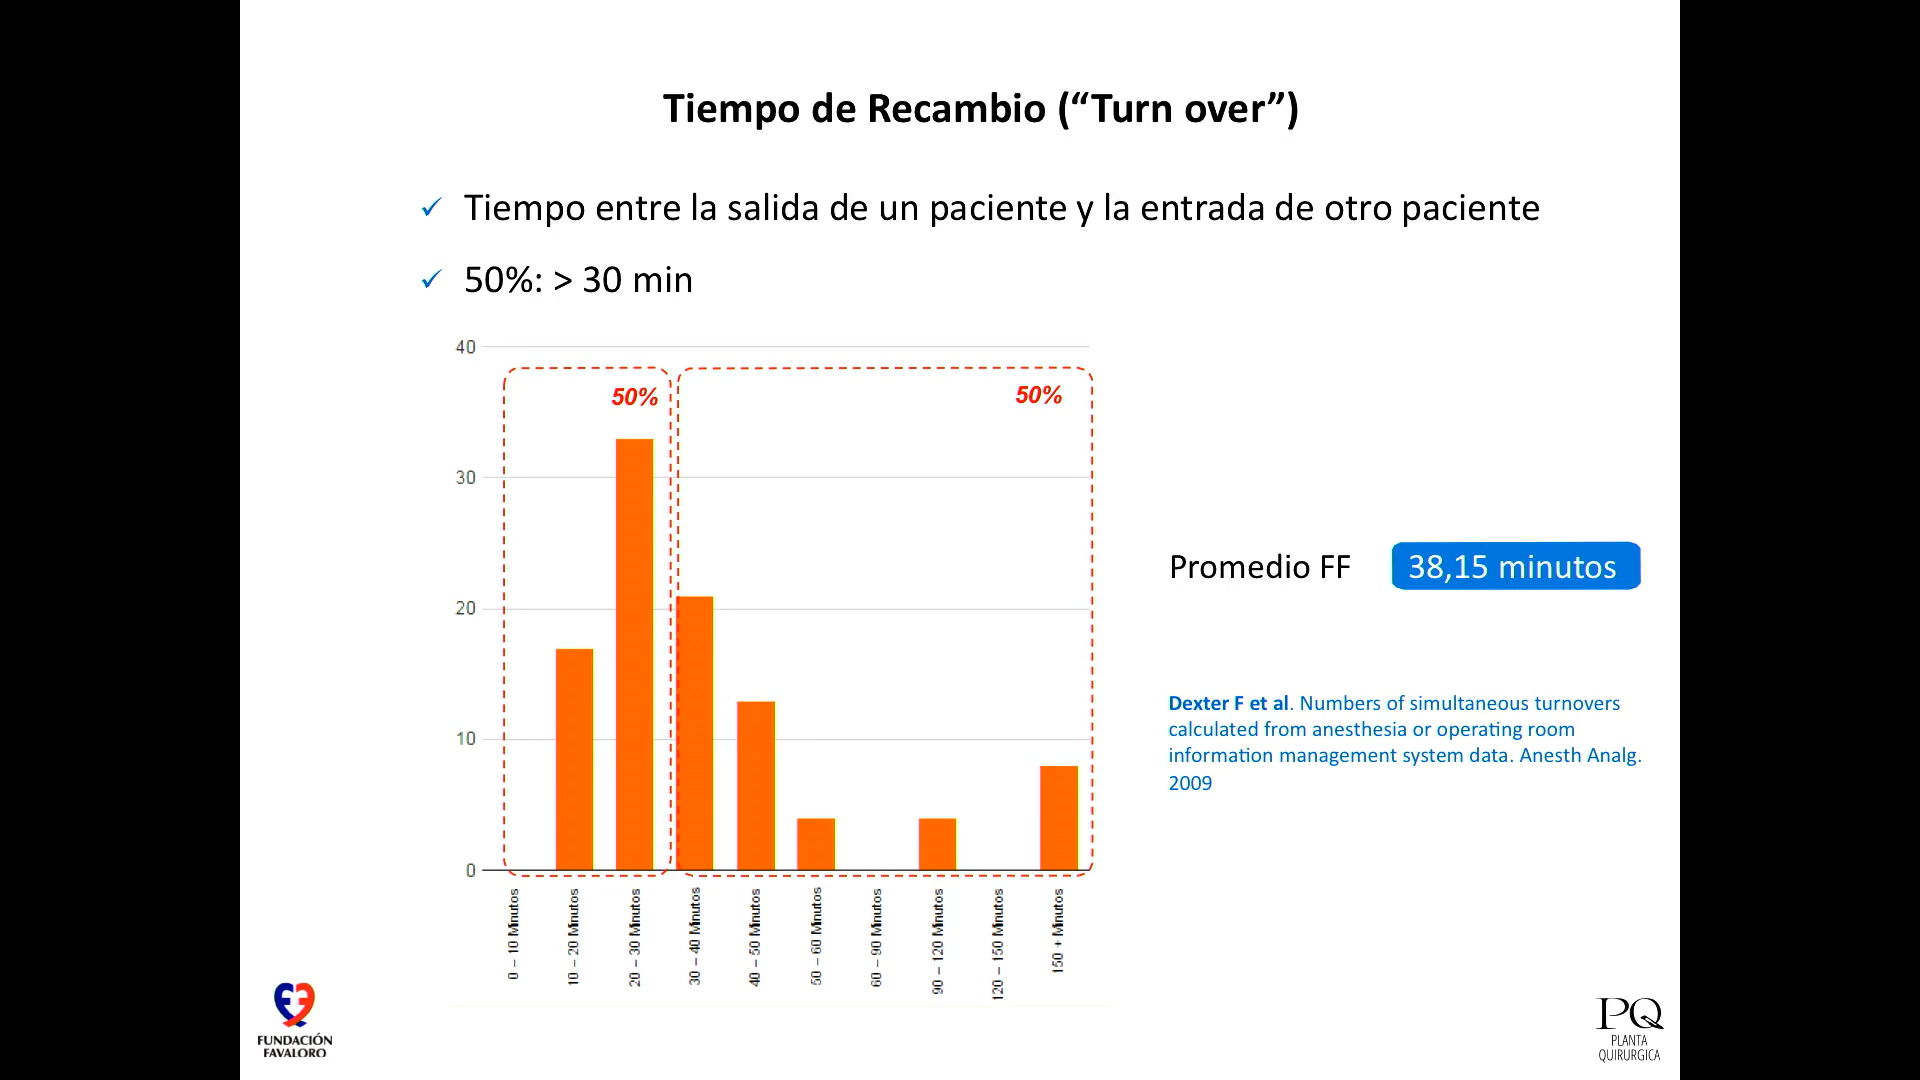 Tiempo de Recambio (“Turn over”)
✓ Tiempo entre la salida de un paciente y la entrada de otro paciente
✓ 50%: > 30 min
40
30
20
10
0
50%
50%
0 – 10 Minutos
10 – 20 Minutos
20 – 30 Minutos
30 – 40 Minutos
40 – 50 Minutos
50 – 60 Minutos
60 – 90 Minutos
90 – 120 Minutos
120 – 150 Minutos
150 + Minutos
Promedio FF 38,15 minutos
Dexter F et al. Numbers of simultaneous turnovers
calculated from anesthesia or operating room
information management system data. Anesth Analg.
2009
FUNDACIÓN
FAVALORO
PQ
PLANTA
QUIRURGICA